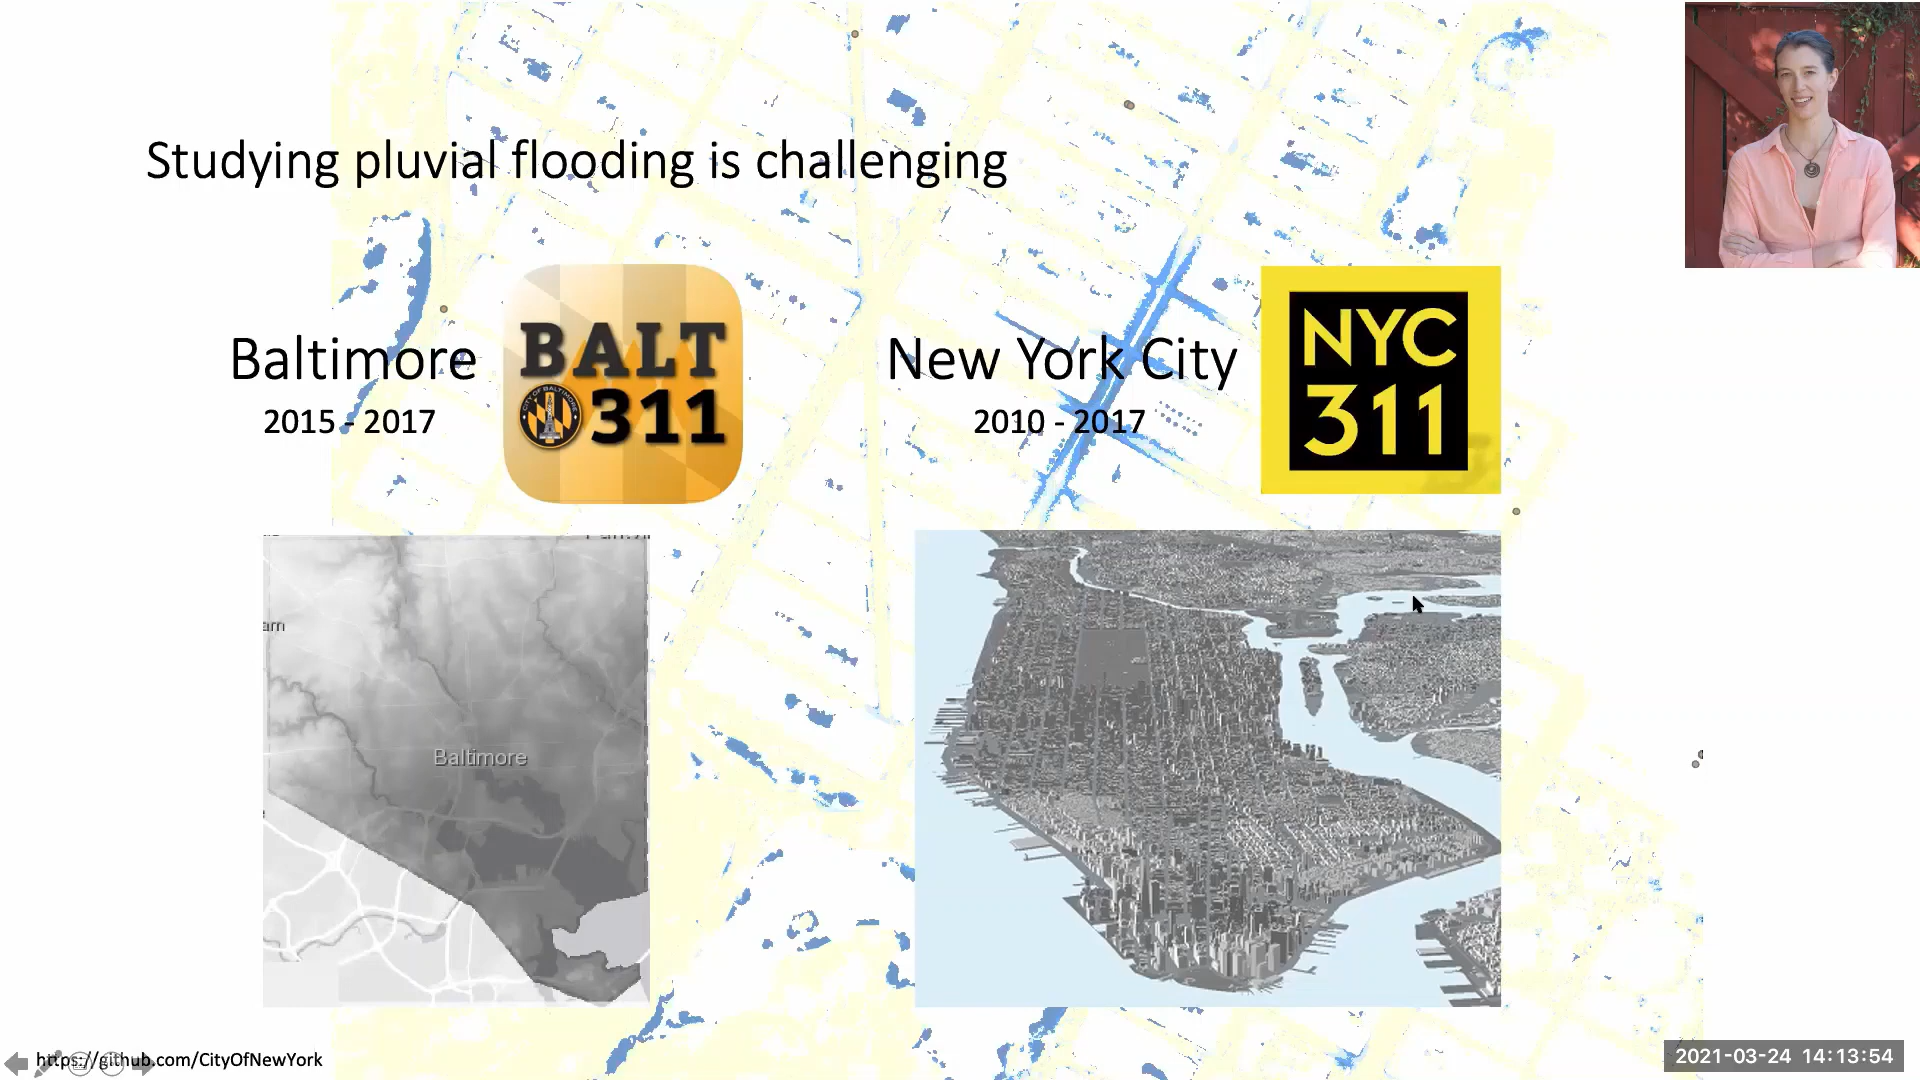 Studying pluvial flooding is challenging
Baltimore
2015 - 2017
BALT
311
New York City
2010 - 2017
NYC
311
Baltimore
https://github.com/CityOfNewYork
2021-03-24 14:13:54